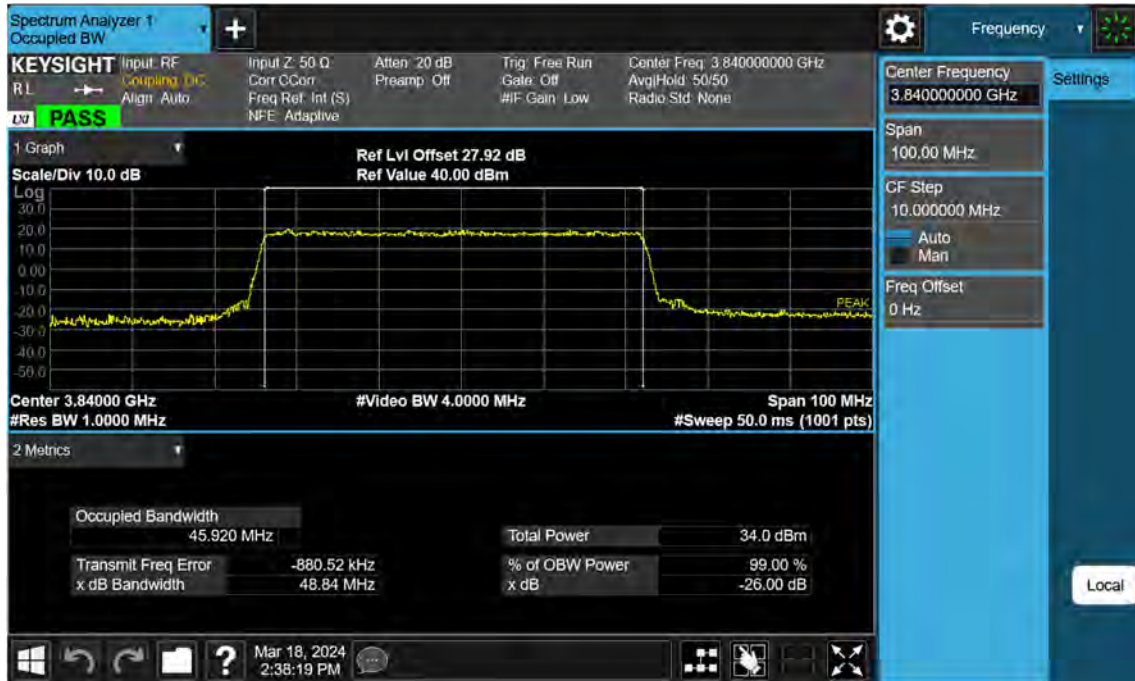 Spectrum Analyzer 1
Occupied BW
+
Frequency
KEYSIGHT
R L
LXI
PASS
Input: RF
Coupling: DC
Align: Auto
Input Z: 50 Ω
Corr CCorr
Freq Ref: Int (S)
NFE: Adaptive
Atten: 20 dB
Preamp: Off
Trig: Free Run
Gate: Off
#IF Gain: Low
Center Freq: 3.840000000 GHz
Avg|Hold: 50/50
Radio Std: None
Center Frequency
3.840000000 GHz
Settings
Span
100.00 MHz
CF Step
10.000000 MHz
Auto
Man
Freq Offset
0 Hz
Local
1 Graph
Scale/Div 10.0 dB
Ref Lvl Offset 27.92 dB
Ref Value 40.00 dBm
Log
30.0
20.0
10.0
0.00
-10.0
-20.0
-30.0
-40.0
-50.0
PEAK
Center 3.84000 GHz
#Video BW 4.0000 MHz
Span 100 MHz
#Res BW 1.0000 MHz
#Sweep 50.0 ms (1001 pts)
2 Metrics
Occupied Bandwidth
45.920 MHz
Total Power 34.0 dBm
Transmit Freq Error -880.52 kHz
% of OBW Power 99.00 %
x dB Bandwidth 48.84 MHz
x dB -26.00 dB
?
Mar 18, 2024
2:38:19 PM